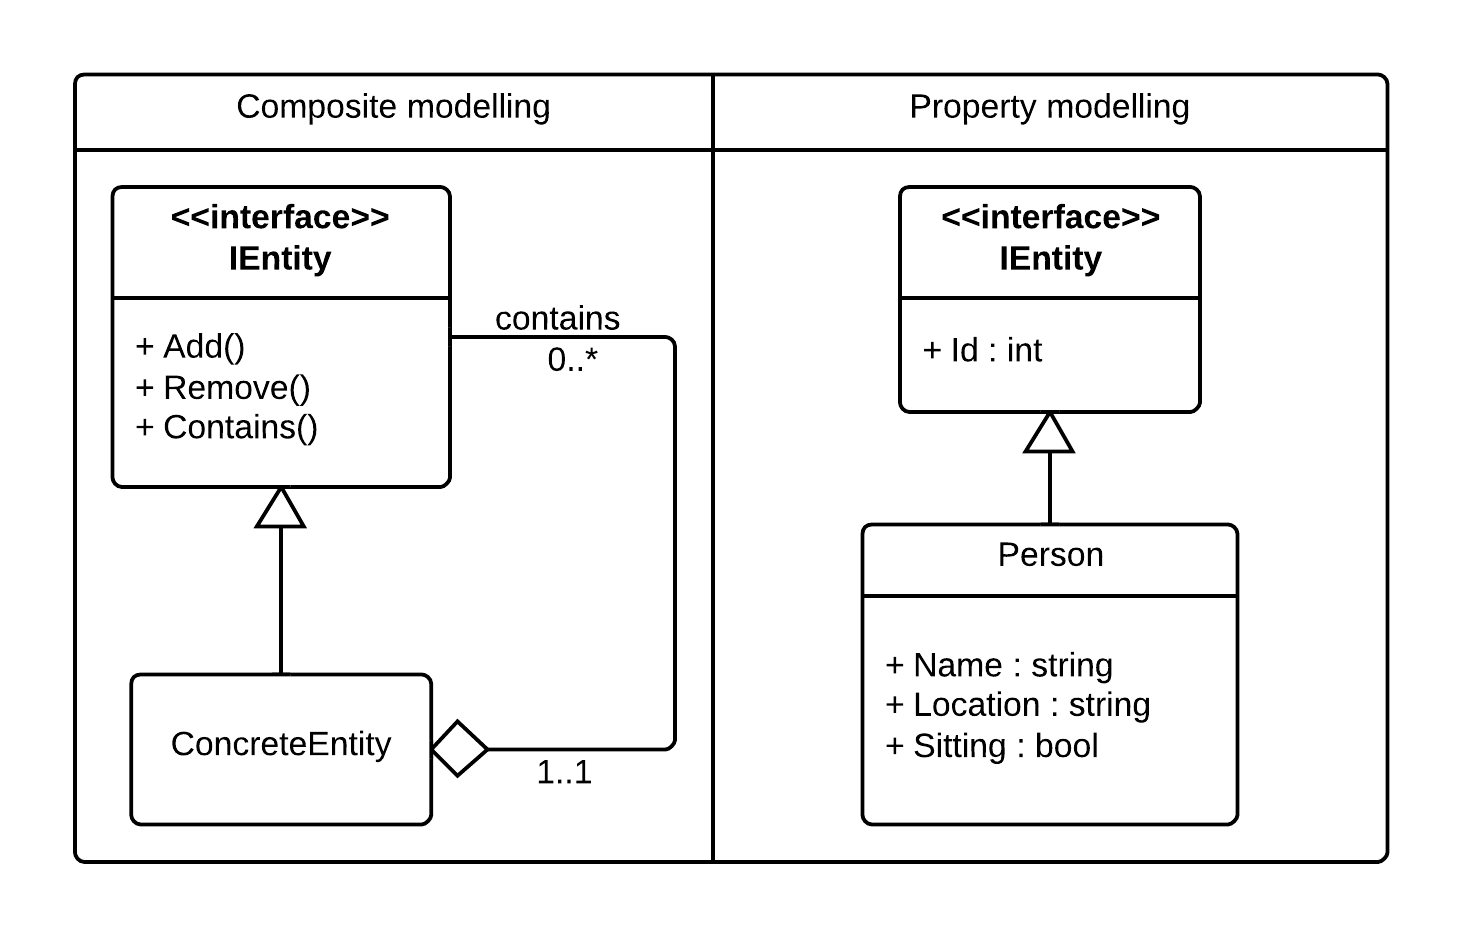 Composite modelling
Property modelling
<<interface>>
IEntity
+ Add()
+ Remove()
+ Contains()
contains
0..*
ConcreteEntity
1..1
<<interface>>
IEntity
+ Id : int
Person
+ Name : string
+ Location : string
+ Sitting : bool